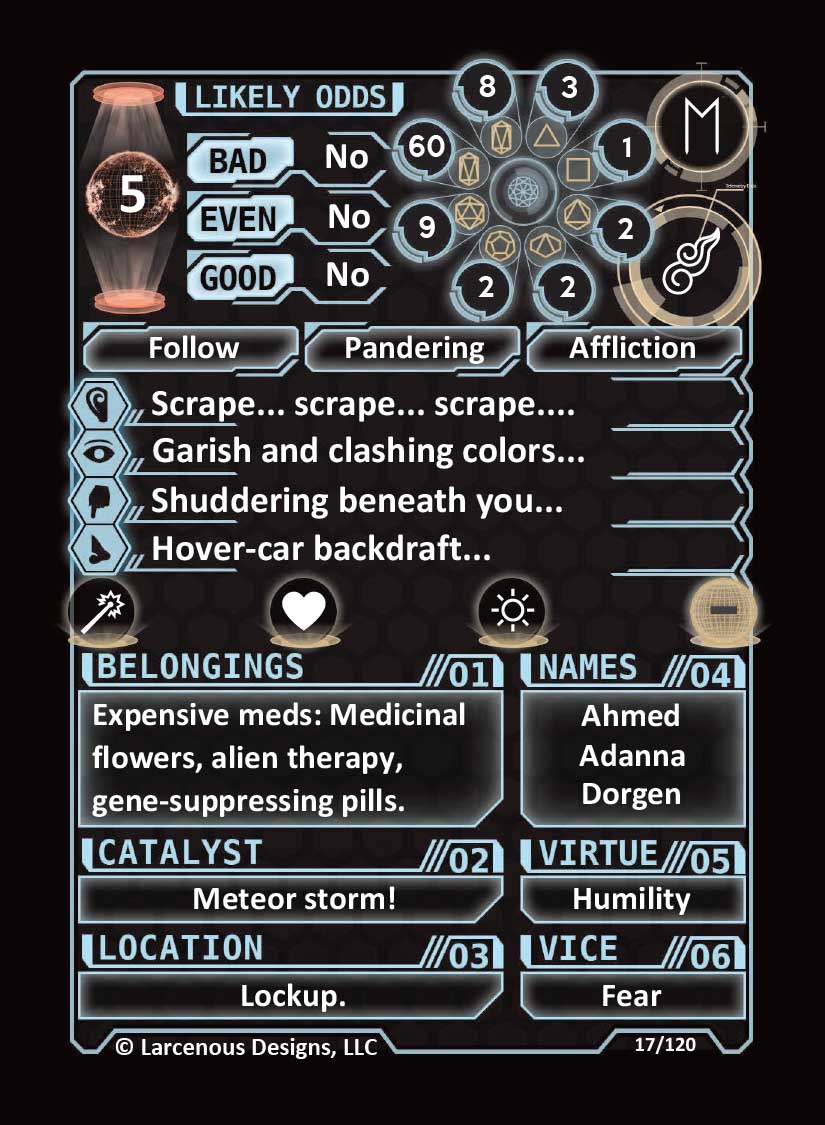 LIKELY ODDS
5
BAD No
EVEN No
GOOD No
8
3
60
1
9
2
2
2
ᛖ
Follow
Pandering
Affliction
Scrape... scrape... scrape....
Garish and clashing colors...
Shuddering beneath you...
Hover-car backdraft...
BELONGINGS ///01
Expensive meds: Medicinal
flowers, alien therapy,
gene-suppressing pills.
NAMES ///04
Ahmed
Adanna
Dorgen
CATALYST ///02
Meteor storm!
VIRTUE ///05
Humility
LOCATION ///03
Lockup.
VICE ///06
Fear
© Larcenous Designs, LLC
17/120